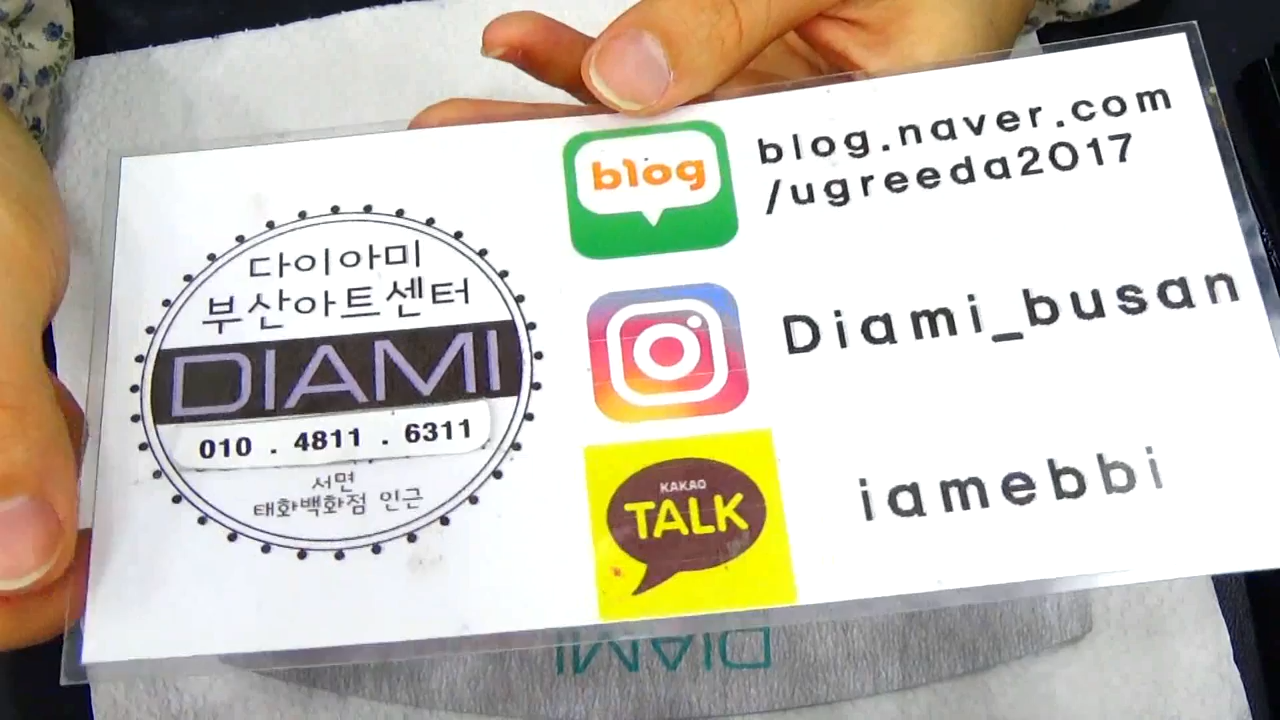 다이아미
부산아트센터
DIAMI
010 . 4811 . 6311
서면
태화백화점 인근
blog
blog.naver.com
/ugreeda2017
Diami_busan
KAKAO
TALK
iamebbi
DIAMI